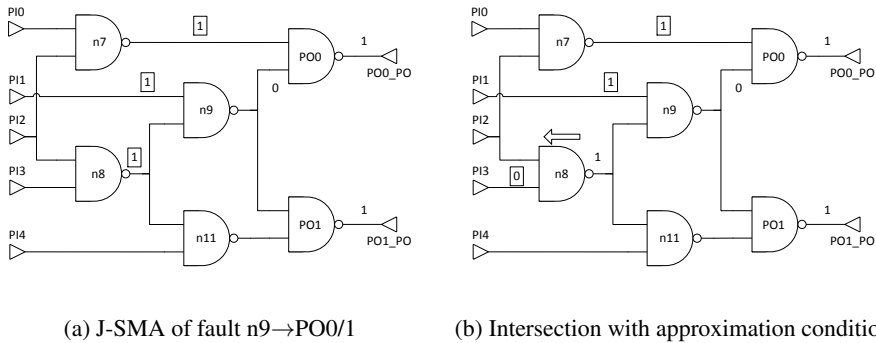 PI0
n7
1
PO0
1
PO0_PO
PI1
1
n9
0
PI2
1
PI3
n8
PO1
1
PO1_PO
PI4
n11
(a) J-SMA of fault n9→PO0/1
PI0
n7
1
PO0
1
PO0_PO
PI1
1
n9
0
PI2
1
PI3
0
n8
PO1
1
PO1_PO
PI4
n11
(b) Intersection with approximation conditio